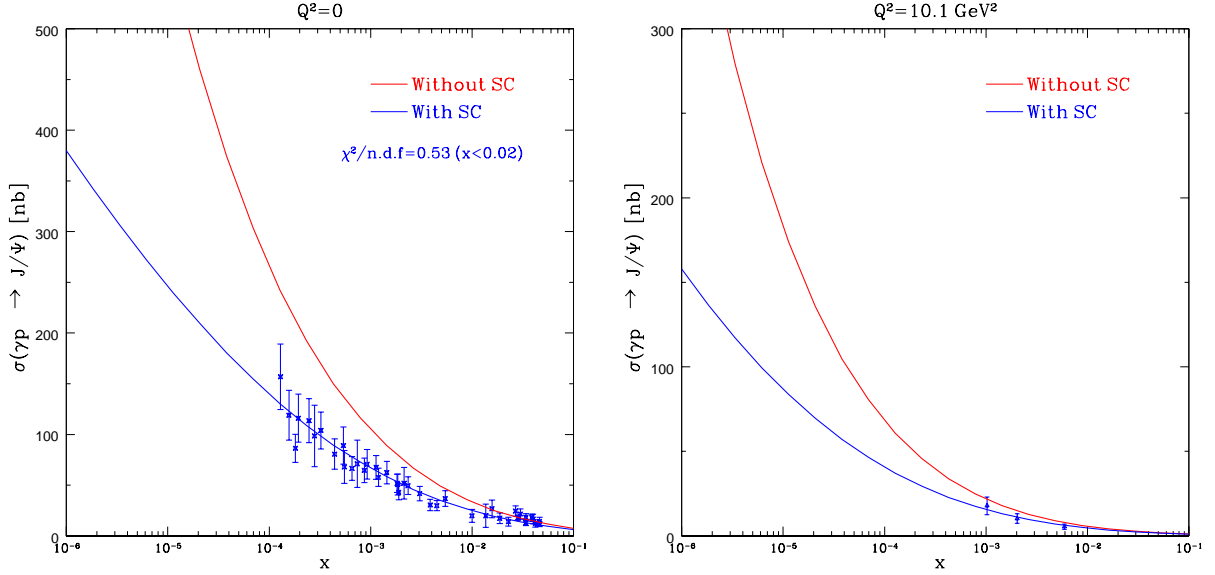 Q²=0
500
400
300
200
100
0
σ(γp → J/Ψ) [nb]
Without SC
With SC
χ²/n.d.f=0.53 (x<0.02)
10⁻⁶ 10⁻⁵ 10⁻⁴ 10⁻³ 10⁻² 10⁻¹
x
Q²=10.1 GeV²
300
200
100
0
σ(γp → J/Ψ) [nb]
Without SC
With SC
10⁻⁶ 10⁻⁵ 10⁻⁴ 10⁻³ 10⁻² 10⁻¹
x